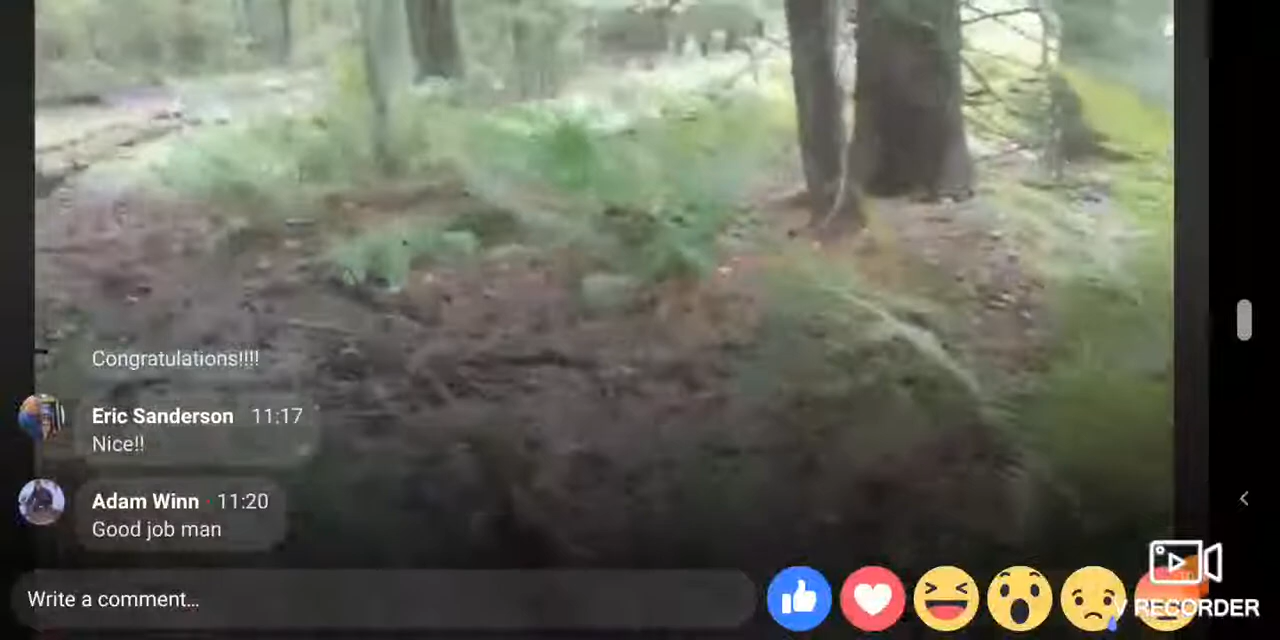 Congratulations!!!!
Eric Sanderson 11:17
Nice!!
Adam Winn 11:20
Good job man
Write a comment...
V RECORDER